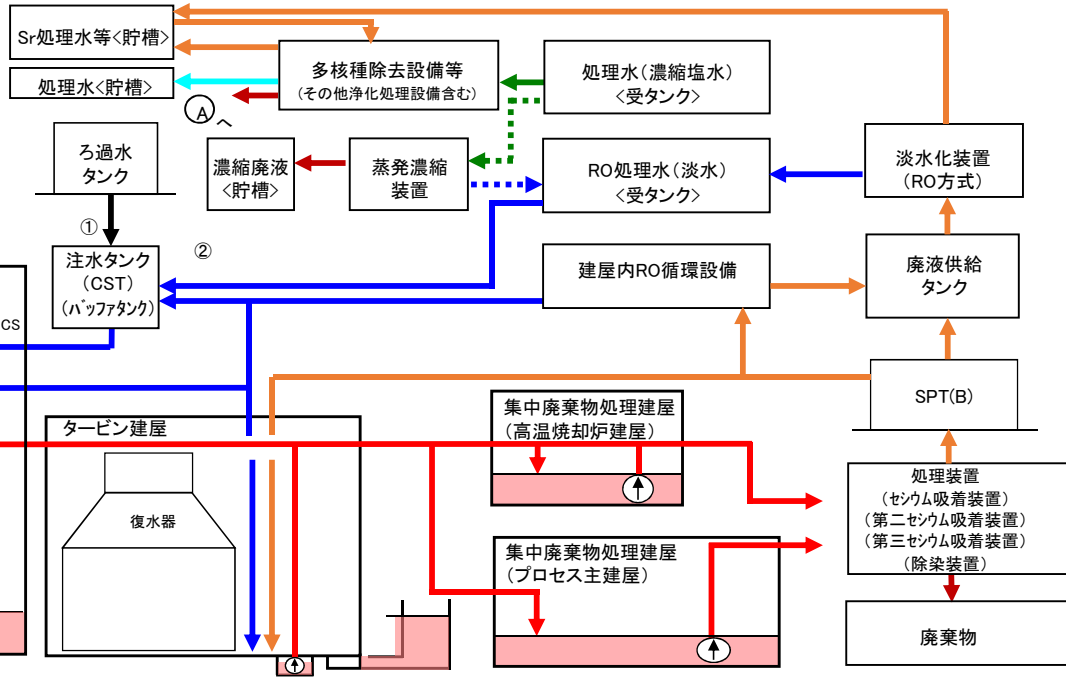 Sr処理水等<貯槽>
処理水<貯槽>
多核種除去設備等
(その他浄化処理設備含む)
処理水(濃縮塩水)
<受タンク>
A
へ
ろ過水
タンク
濃縮廃液
<貯槽>
蒸発濃縮
装置
RO処理水(淡水)
<受タンク>
淡水化装置
(RO方式)
①
②
注水タンク
(CST)
(バッファタンク)
建屋内RO循環設備
廃液供給
タンク
CS
SPT(B)
タービン建屋
集中廃棄物処理建屋
(高温焼却炉建屋)
復水器
処理装置
(セシウム吸着装置)
(第二セシウム吸着装置)
(第三セシウム吸着装置)
(除染装置)
集中廃棄物処理建屋
(プロセス主建屋)
廃棄物